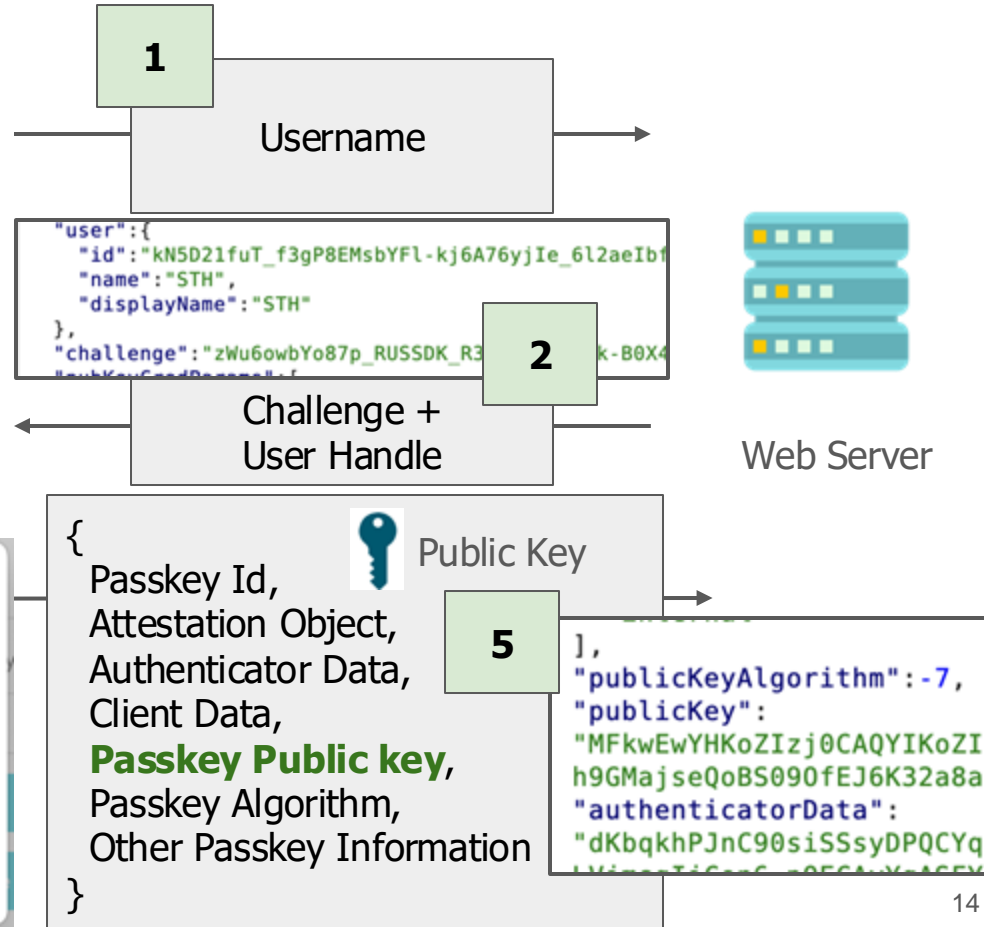 1
Username
"user":{
"id":"kN5D21fuT_f3gP8EMsbYFl-kj6A76yjIe_6l2aeIbf
"name":"STH",
"displayName":"STH"
},
"challenge":"zWu6owbYo87p_RUSSDK_R3 k-B0X4
2
Challenge +
User Handle
Web Server
{
Public Key
Passkey Id,
Attestation Object,
Authenticator Data,
Client Data,
Passkey Public key,
Passkey Algorithm,
Other Passkey Information
}
5
],
"publicKeyAlgorithm":-7,
"publicKey":
"MFkwEwYHKoZIzj0CAQYIKoZI
h9GMajseQoBS09OfEJ6K32a8a
"authenticatorData":
"dKbqkhPJnC90siSSsyDPQCYq
14